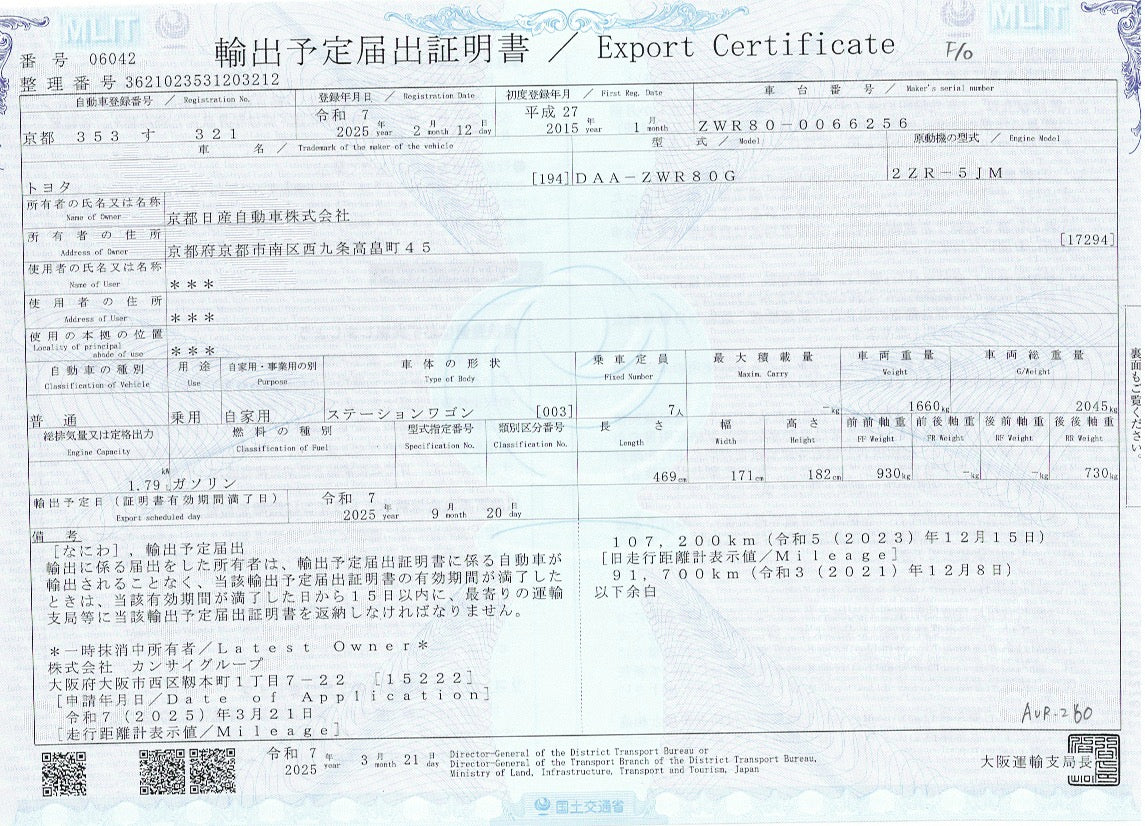 MLIT
MLIT
番号 06042
輸出予定届出証明書 / Export Certificate
F/O
整理番号 3621023531203212
自動車登録番号 / Registration No.
登録年月日 / Registration Date
初度登録年月 / First Reg. Date
車台番号 / Maker's serial number
京都 353 す 321
令和 7
2025 年 year 2 月 month 12 日 day
平成 27
2015 年 year 1 月 month
ZWR80-0066256
車名 / Trademark of the maker of the vehicle
型式 / Model
原動機の型式 / Engine Model
トヨタ [194]
DAA-ZWR80G
2ZR-5JM
所有者の氏名又は名称 Name of Owner
京都日産自動車株式会社
所有者の住所 Address of Owner
京都府京都市南区西九条高畠町45 [17294]
使用者の氏名又は名称 Name of User
***
使用者の住所 Address of User
***
使用の本拠の位置 Locality of principal abode of use
***
自動車の種別 Classification of Vehicle
用途 Use
自家用・事業用の別 Purpose
車体の形状 Type of Body
乗車定員 Fixed Number
最大積載量 Maxim. Carry
車両重量 Weight
車両総重量 G/Weight
普通
乗用
自家用
ステーションワゴン [003]
7人
-kg
1660kg
2045kg
総排気量又は定格出力 Engine Capacity
燃料の種別 Classification of Fuel
型式指定番号 Specification No.
類別区分番号 Classification No.
長さ Length
幅 Width
高さ Height
前前軸重 FF Weight
前後軸重 FR Weight
後前軸重 RF Weight
後後軸重 RR Weight
kW
1.79 L
ガソリン
469cm
171cm
182cm
930kg
-kg
-kg
730kg
輸出予定日(証明書有効期間満了日) Export scheduled day
令和 7
2025 年 year 9 月 month 20 日 day
備考
[なにわ],輸出予定届出
輸出に係る届出をした所有者は、輸出予定届出証明書に係る自動車が
輸出されることなく、当該輸出予定届出証明書の有効期間が満了した
ときは、当該有効期間が満了した日から15日以内に、最寄りの運輸
支局等に当該輸出予定届出証明書を返納しなければなりません。
*一時抹消中所有者/Latest Owner*
株式会社 カンサイグループ
大阪府大阪市西区靱本町1丁目7-22 [15222]
[申請年月日/Date of Application]
令和7(2025)年3月21日
[走行距離計表示値/Mileage]
107,200km(令和5(2023)年12月15日)
[旧走行距離計表示値/Mileage]
91,700km(令和3(2021)年12月8日)
以下余白
裏面もご覧ください。
令和 7
2025 年 year 3 月 month 21 日 day
Director-General of the District Transport Bureau or
Director-General of the Transport Branch of the District Transport Bureau,
Ministry of Land, Infrastructure, Transport and Tourism, Japan
大阪運輸支局長
国土交通省